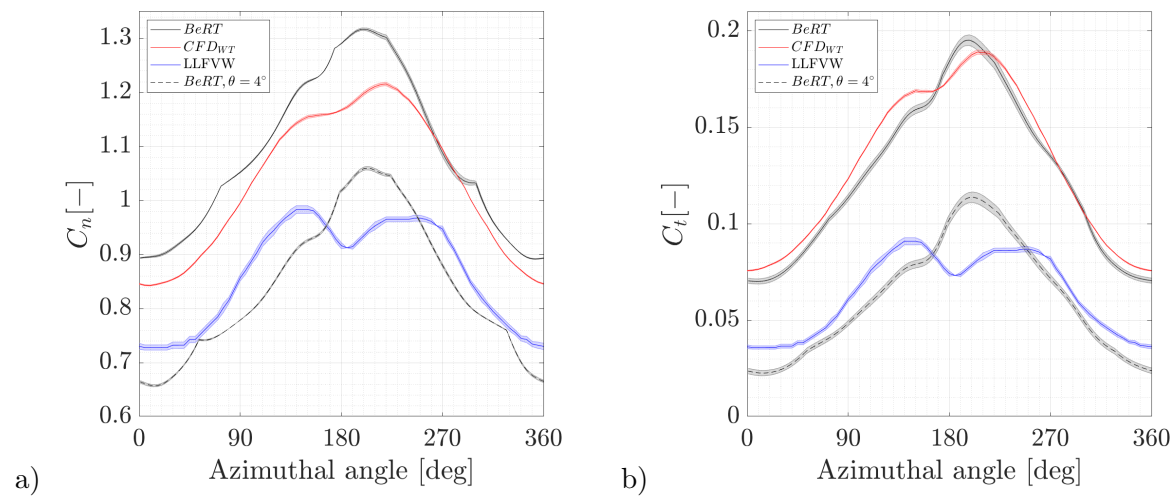 BeRT
CFD_WT
LLFVW
BeRT, θ = 4°
1.3
1.2
1.1
1
0.9
0.8
0.7
0.6
C_n [−]
0 90 180 270 360
Azimuthal angle [deg]
a)
BeRT
CFD_WT
LLFVW
BeRT, θ = 4°
0.2
0.15
0.1
0.05
0
C_t [−]
0 90 180 270 360
Azimuthal angle [deg]
b)